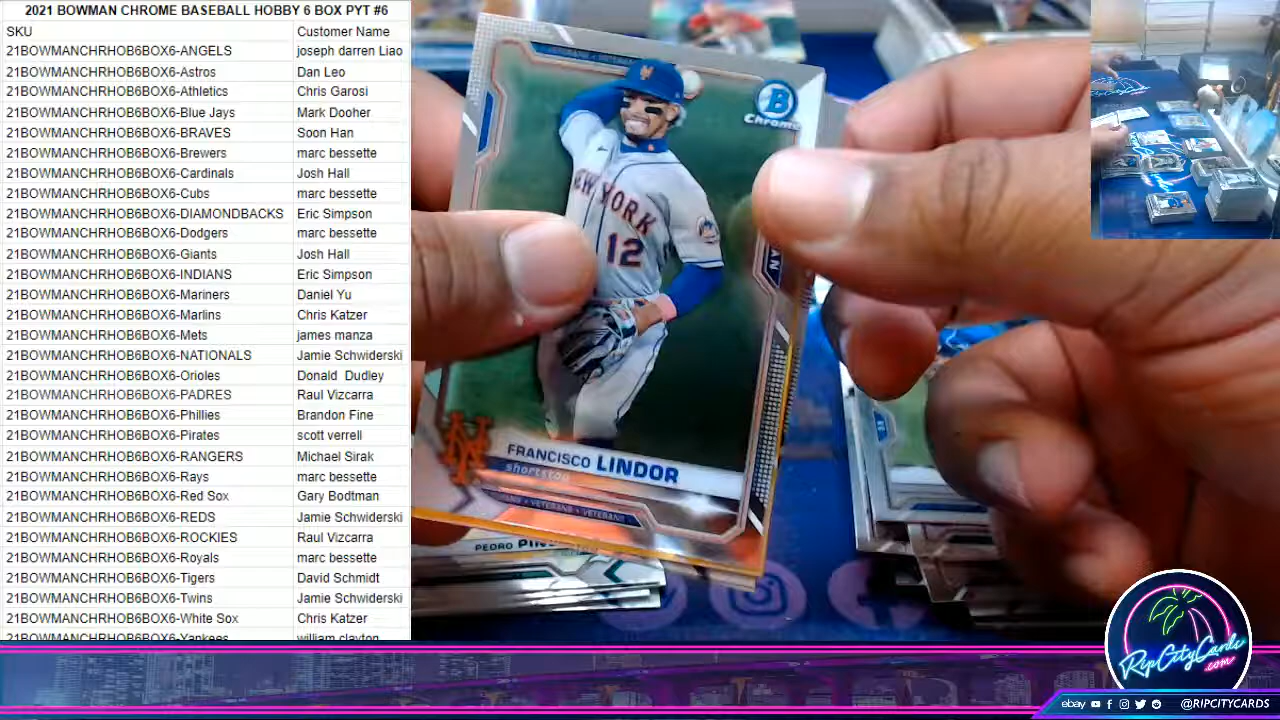 2021 BOWMAN CHROME BASEBALL HOBBY 6 BOX PYT #6
SKU Customer Name
21BOWMANCHRHOB6BOX6-ANGELS joseph darren Liao
21BOWMANCHRHOB6BOX6-Astros Dan Leo
21BOWMANCHRHOB6BOX6-Athletics Chris Garosi
21BOWMANCHRHOB6BOX6-Blue Jays Mark Dooher
21BOWMANCHRHOB6BOX6-BRAVES Soon Han
21BOWMANCHRHOB6BOX6-Brewers marc bessette
21BOWMANCHRHOB6BOX6-Cardinals Josh Hall
21BOWMANCHRHOB6BOX6-Cubs marc bessette
21BOWMANCHRHOB6BOX6-DIAMONDBACKS Eric Simpson
21BOWMANCHRHOB6BOX6-Dodgers marc bessette
21BOWMANCHRHOB6BOX6-Giants Josh Hall
21BOWMANCHRHOB6BOX6-INDIANS Eric Simpson
21BOWMANCHRHOB6BOX6-Mariners Daniel Yu
21BOWMANCHRHOB6BOX6-Marlins Chris Katzer
21BOWMANCHRHOB6BOX6-Mets james manza
21BOWMANCHRHOB6BOX6-NATIONALS Jamie Schwiderski
21BOWMANCHRHOB6BOX6-Orioles Donald Dudley
21BOWMANCHRHOB6BOX6-PADRES Raul Vizcarra
21BOWMANCHRHOB6BOX6-Phillies Brandon Fine
21BOWMANCHRHOB6BOX6-Pirates scott verrell
21BOWMANCHRHOB6BOX6-RANGERS Michael Sirak
21BOWMANCHRHOB6BOX6-Rays marc bessette
21BOWMANCHRHOB6BOX6-Red Sox Gary Bodtman
21BOWMANCHRHOB6BOX6-REDS Jamie Schwiderski
21BOWMANCHRHOB6BOX6-ROCKIES Raul Vizcarra
21BOWMANCHRHOB6BOX6-Royals marc bessette
21BOWMANCHRHOB6BOX6-Tigers David Schmidt
21BOWMANCHRHOB6BOX6-Twins Jamie Schwiderski
21BOWMANCHRHOB6BOX6-White Sox Chris Katzer
21BOWMANCHRHOB6BOX6-Yankees william clayton
B
Chrome
NEW YORK
12
NY
FRANCISCO LINDOR
shortstop
VETERANS
PEDRO
RipCityCards
.com
ebay @RIPCITYCARDS